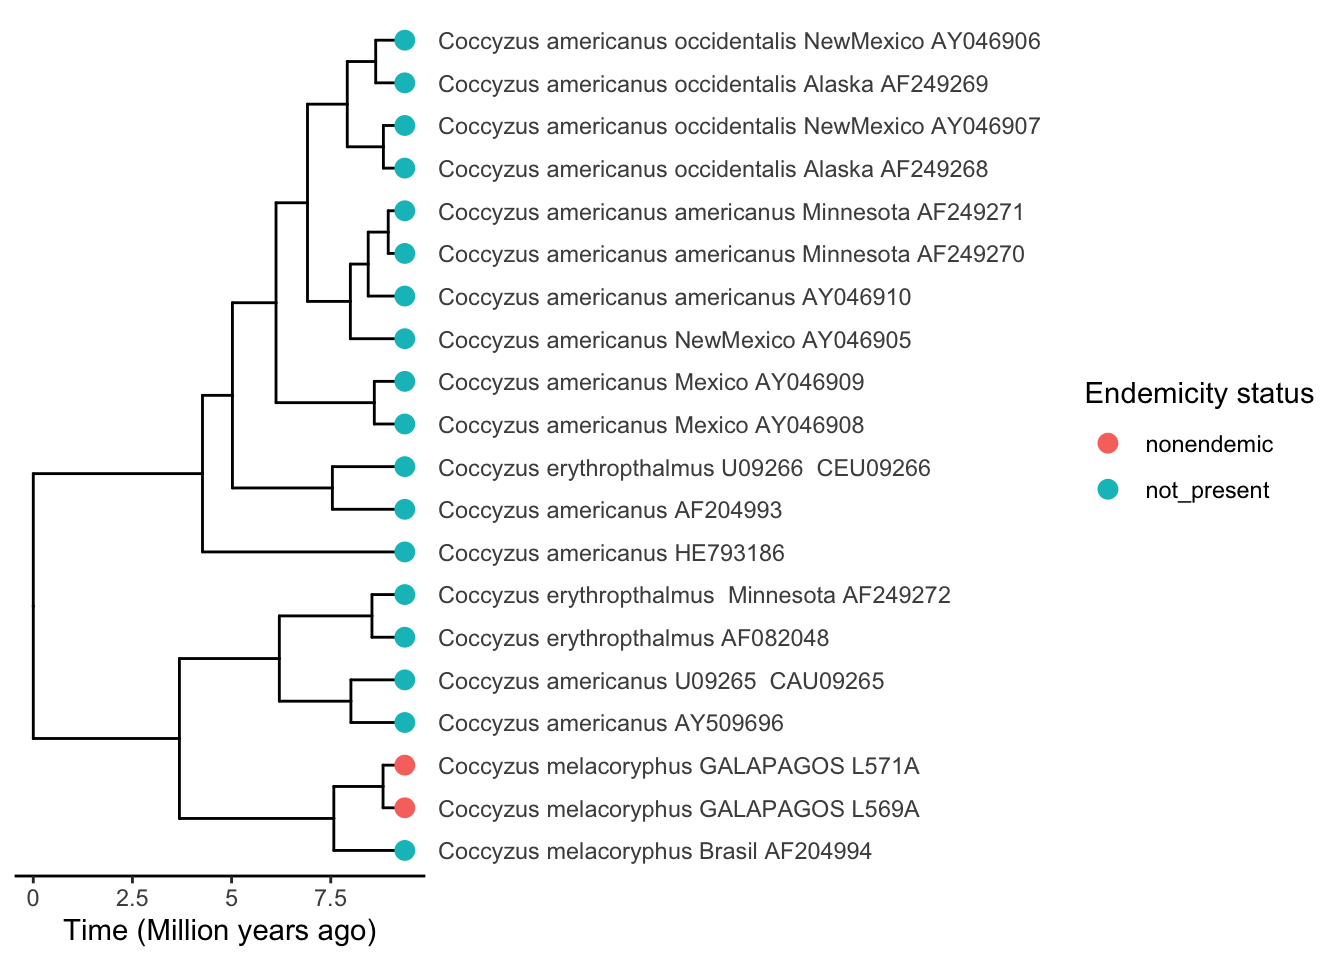 Coccyzus americanus occidentalis NewMexico AY046906
Coccyzus americanus occidentalis Alaska AF249269
Coccyzus americanus occidentalis NewMexico AY046907
Coccyzus americanus occidentalis Alaska AF249268
Coccyzus americanus americanus Minnesota AF249271
Coccyzus americanus americanus Minnesota AF249270
Coccyzus americanus americanus AY046910
Coccyzus americanus NewMexico AY046905
Coccyzus americanus Mexico AY046909
Coccyzus americanus Mexico AY046908
Coccyzus erythropthalmus U09266  CEU09266
Coccyzus americanus AF204993
Coccyzus americanus HE793186
Coccyzus erythropthalmus  Minnesota AF249272
Coccyzus erythropthalmus AF082048
Coccyzus americanus U09265  CAU09265
Coccyzus americanus AY509696
Coccyzus melacoryphus GALAPAGOS L571A
Coccyzus melacoryphus GALAPAGOS L569A
Coccyzus melacoryphus Brasil AF204994
0 2.5 5 7.5
Time (Million years ago)
Endemicity status
nonendemic
not_present